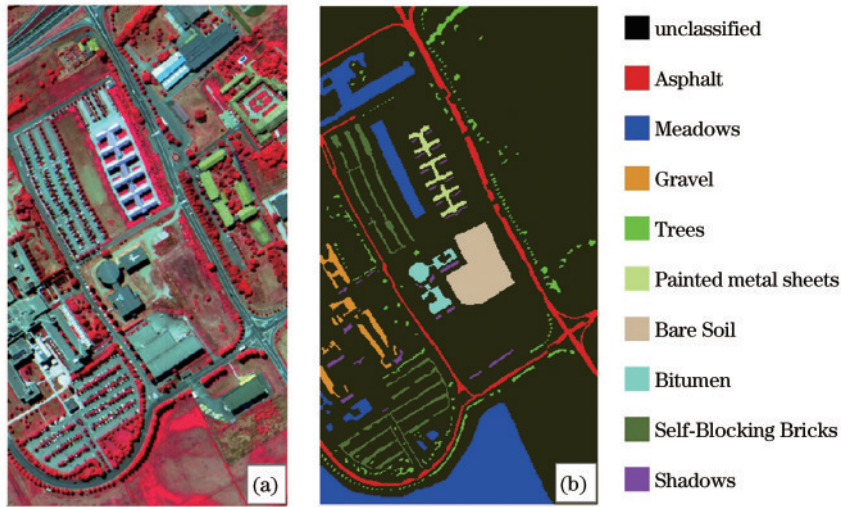 unclassified
Asphalt
Meadows
Gravel
Trees
Painted metal sheets
Bare Soil
Bitumen
Self-Blocking Bricks
Shadows
(a)
(b)